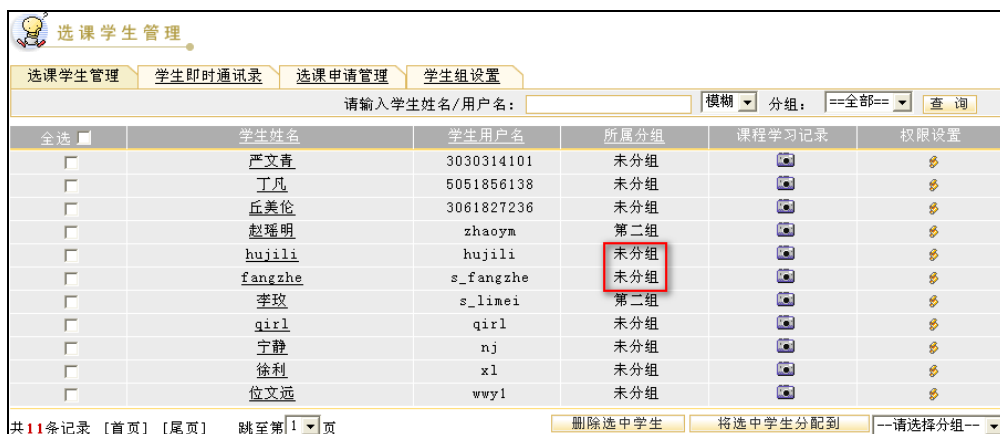 选课学生管理
选课学生管理 学生即时通讯录 选课申请管理 学生组设置
请输入学生姓名/用户名： 模糊 分组： ==全部== 查 询
全选 学生姓名 学生用户名 所属分组 课程学习记录 权限设置
严文青 3030314101 未分组
丁凡 5051856138 未分组
丘美伦 3061827236 未分组
赵瑶明 zhaoym 第二组
hujili hujili 未分组
fangzhe s_fangzhe 未分组
李玫 s_limei 第二组
qirl qirl 未分组
宁静 nj 未分组
徐利 xl 未分组
位文远 wwy1 未分组
共11条记录 [首页] [尾页] 跳至第 1 页 删除选中学生 将选中学生分配到 --请选择分组--